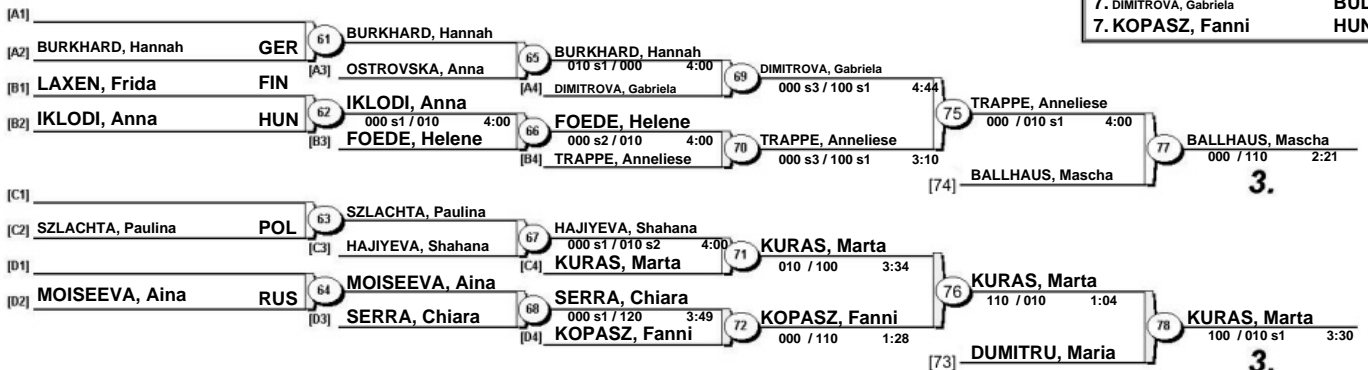 7. DIMITROVA, Gabriela
7. KOPASZ, Fanni HUN
[A1]
[A2] BURKHARD, Hannah GER
61
BURKHARD, Hannah
[A3] OSTROVSKA, Anna
65
BURKHARD, Hannah
010 s1 / 000 4:00
[A4] DIMITROVA, Gabriela
69
DIMITROVA, Gabriela
000 s3 / 100 s1 4:44
[B1] LAXEN, Frida FIN
[B2] IKLODI, Anna HUN
62
IKLODI, Anna
000 s1 / 010 4:00
[B3] FOEDE, Helene
66
FOEDE, Helene
000 s2 / 010 4:00
[B4] TRAPPE, Anneliese
70
TRAPPE, Anneliese
000 s3 / 100 s1 3:10
75
TRAPPE, Anneliese
000 / 010 s1 4:00
[74] BALLHAUS, Mascha
77
BALLHAUS, Mascha
000 / 110 2:21
3.
[C1]
[C2] SZLACHTA, Paulina POL
63
SZLACHTA, Paulina
[C3] HAJIYEVA, Shahana
67
HAJIYEVA, Shahana
000 s1 / 010 s2 4:00
[C4] KURAS, Marta
71
KURAS, Marta
010 / 100 3:34
[D1]
[D2] MOISEEVA, Aina RUS
64
MOISEEVA, Aina
[D3] SERRA, Chiara
68
SERRA, Chiara
000 s1 / 120 3:49
[D4] KOPASZ, Fanni
72
KOPASZ, Fanni
000 / 110 1:28
76
KURAS, Marta
110 / 010 1:04
[73] DUMITRU, Maria
78
KURAS, Marta
100 / 010 s1 3:30
3.